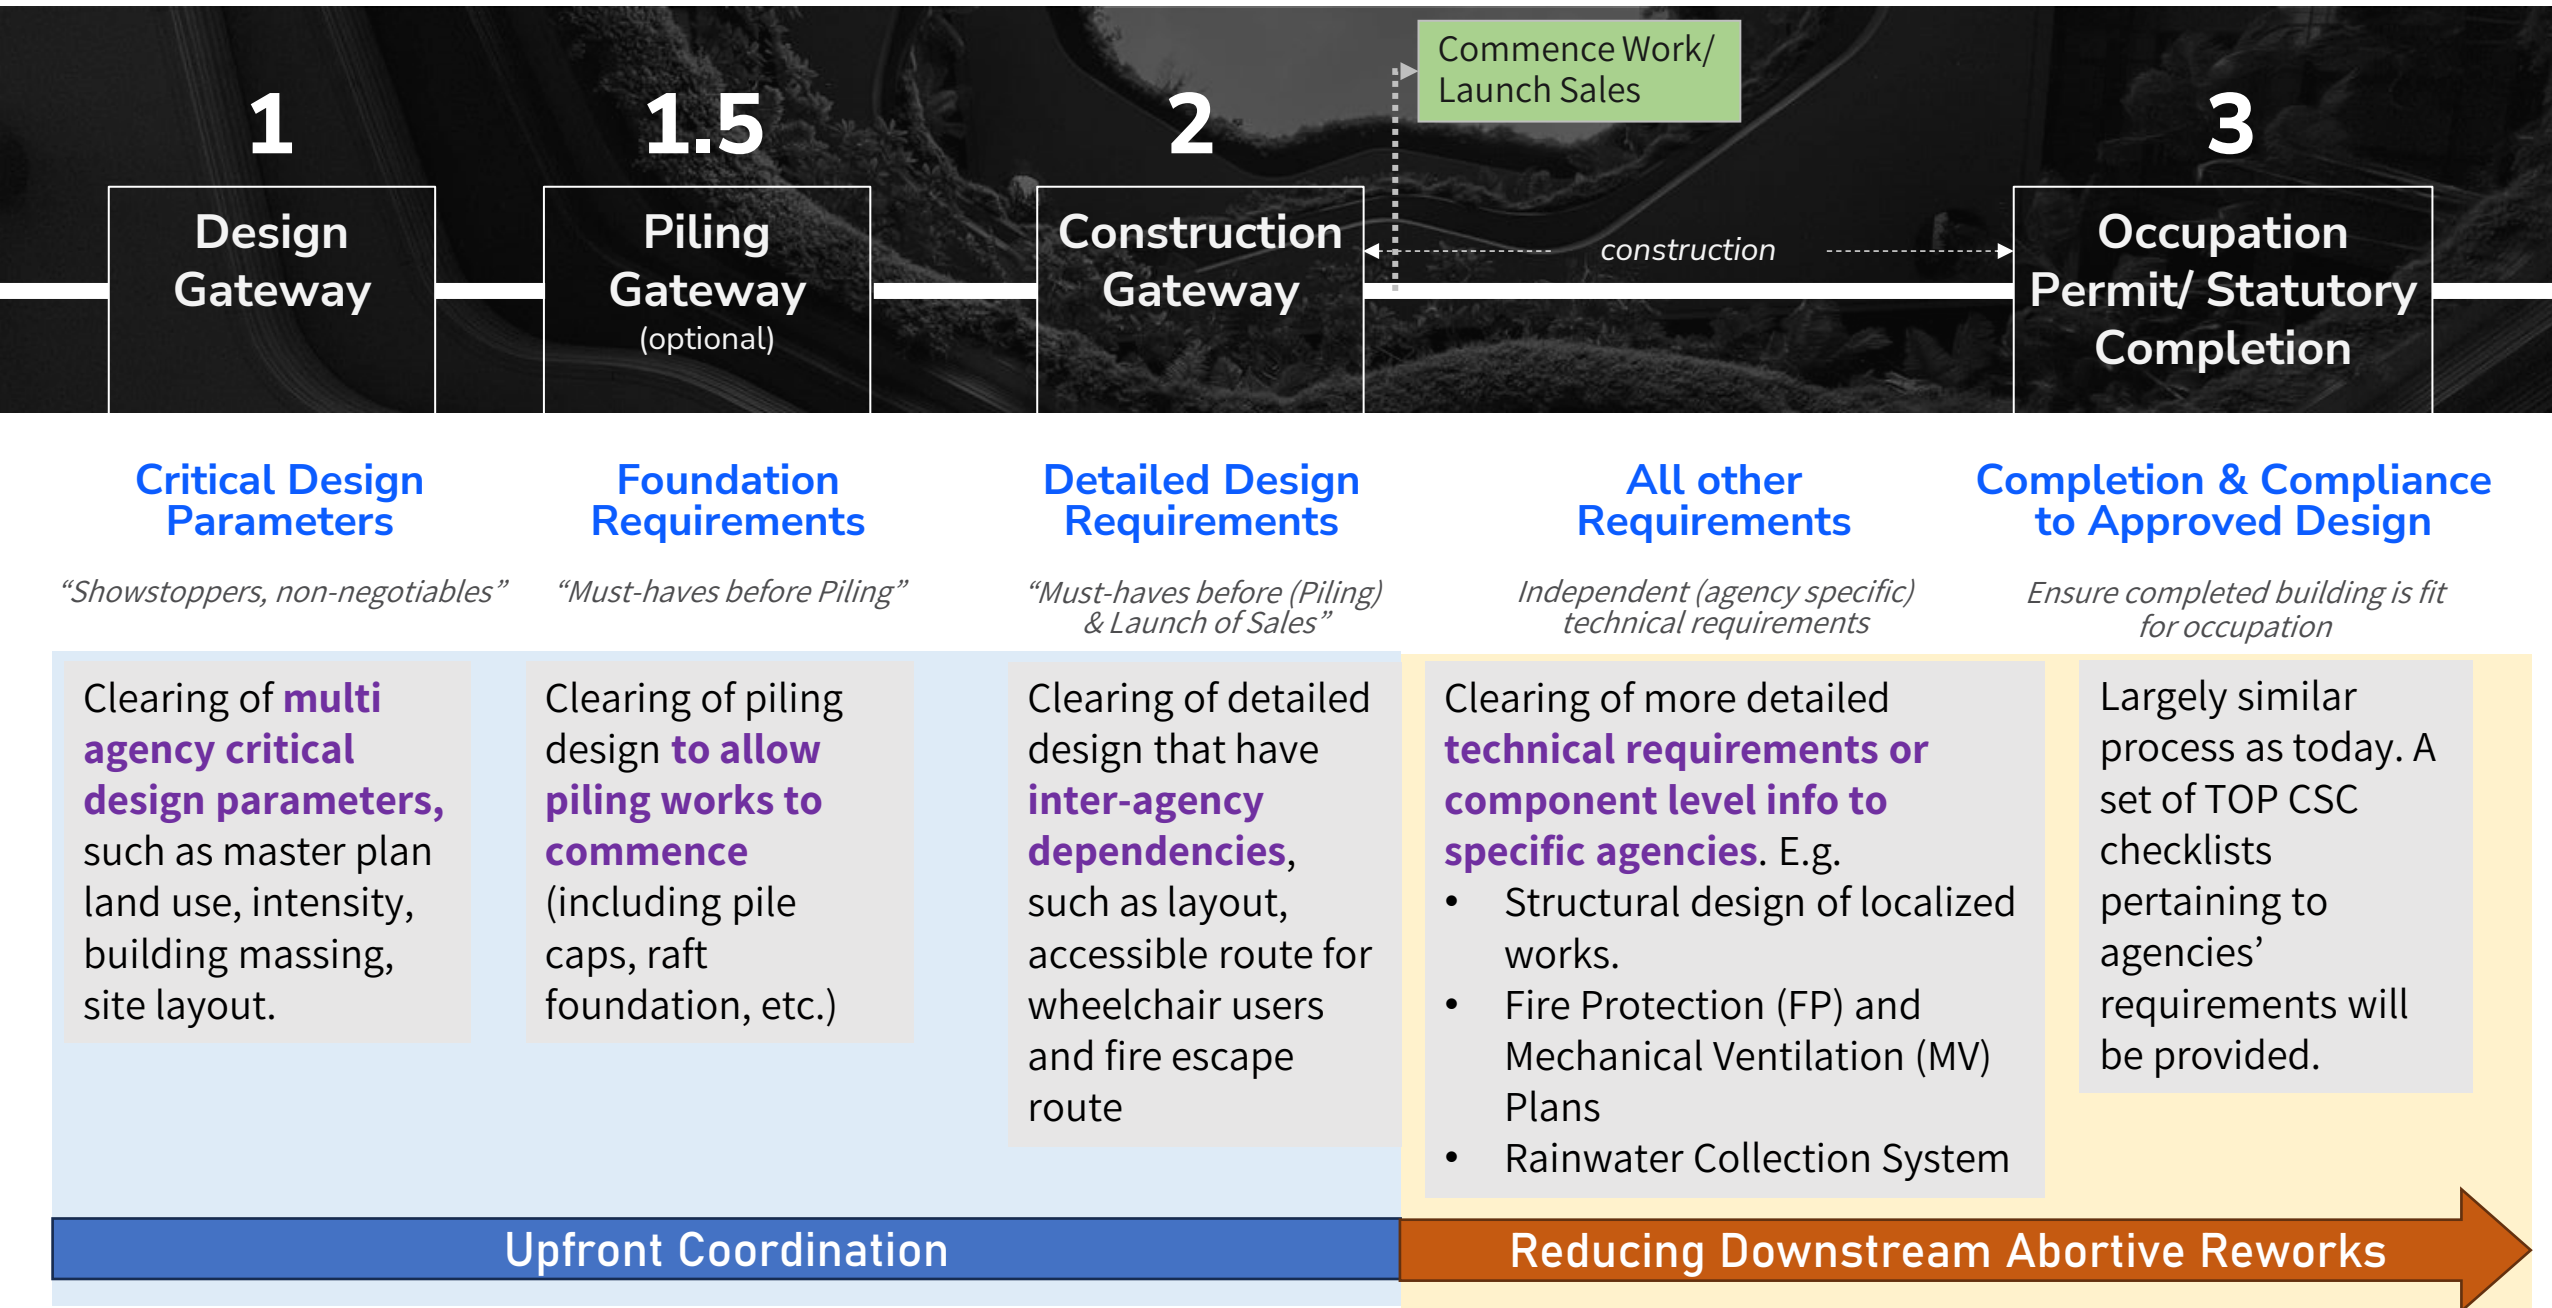 Commence Work/
Launch Sales
1
1.5
2
3
Design
Gateway
Piling
Gateway
(optional)
Construction
Gateway
construction
Occupation
Permit/ Statutory
Completion
Critical Design
Parameters
Foundation
Requirements
Detailed Design
Requirements
All other
Requirements
Completion & Compliance
to Approved Design
“Showstoppers, non-negotiables”
“Must-haves before Piling”
“Must-haves before (Piling)
& Launch of Sales”
Independent (agency specific)
technical requirements
Ensure completed building is fit
for occupation
Clearing of multi
agency critical
design parameters,
such as master plan
land use, intensity,
building massing,
site layout.
Clearing of piling
design to allow
piling works to
commence
(including pile
caps, raft
foundation, etc.)
Clearing of detailed
design that have
inter-agency
dependencies,
such as layout,
accessible route for
wheelchair users
and fire escape
route
Clearing of more detailed
technical requirements or
component level info to
specific agencies. E.g.
• Structural design of localized
works.
• Fire Protection (FP) and
Mechanical Ventilation (MV)
Plans
• Rainwater Collection System
Largely similar
process as today. A
set of TOP CSC
checklists
pertaining to
agencies’
requirements will
be provided.
Upfront Coordination
Reducing Downstream Abortive Reworks